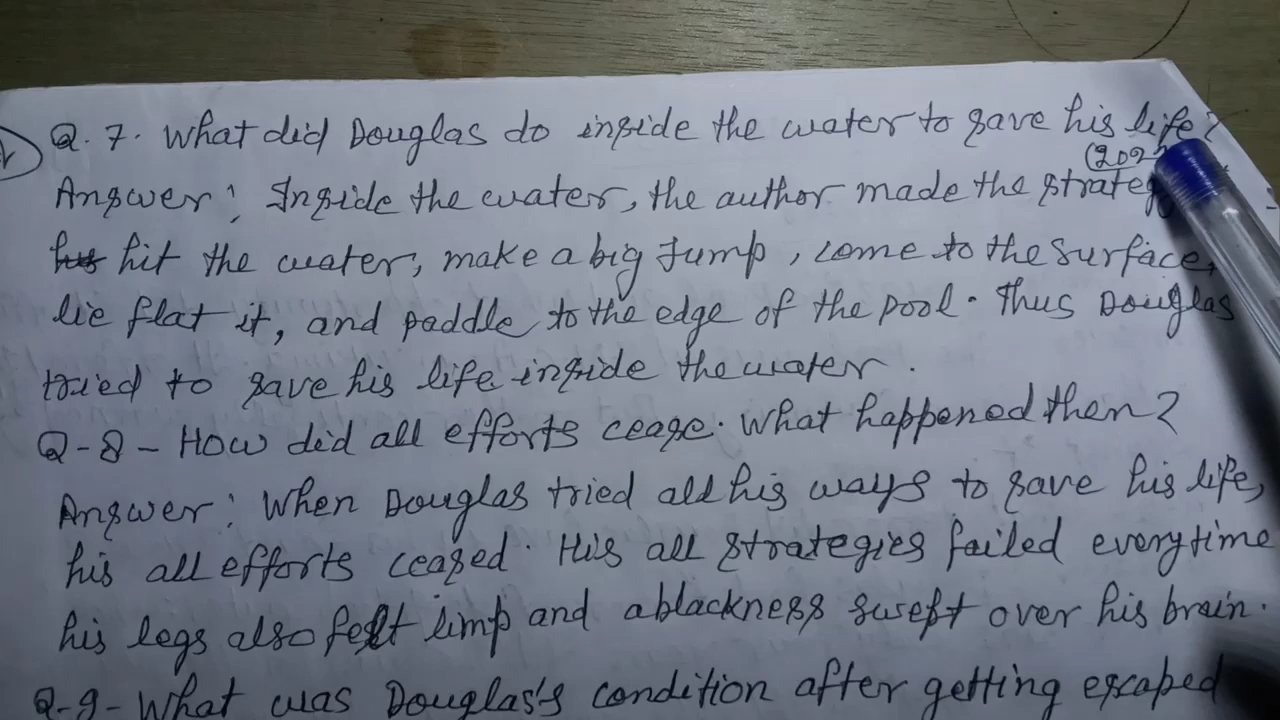 Q. 7. What did Douglas do inside the water to save his life?
(202
Answer: Inside the water, the author made the
hit the water, make a big Jump, come to the Surface,
lie flat it, and paddle to the edge of the pool. Thus Douglas
tried to save his life inside the water.
Q-8- How did all efforts cease. What happened then?
Answer: When Douglas tried all his ways to save his life,
his all efforts ceased. His all strategies failed everytime
his legs also felt limp and a blackness swept over his brain.
Q-9- What was Douglas's condition after getting escaped